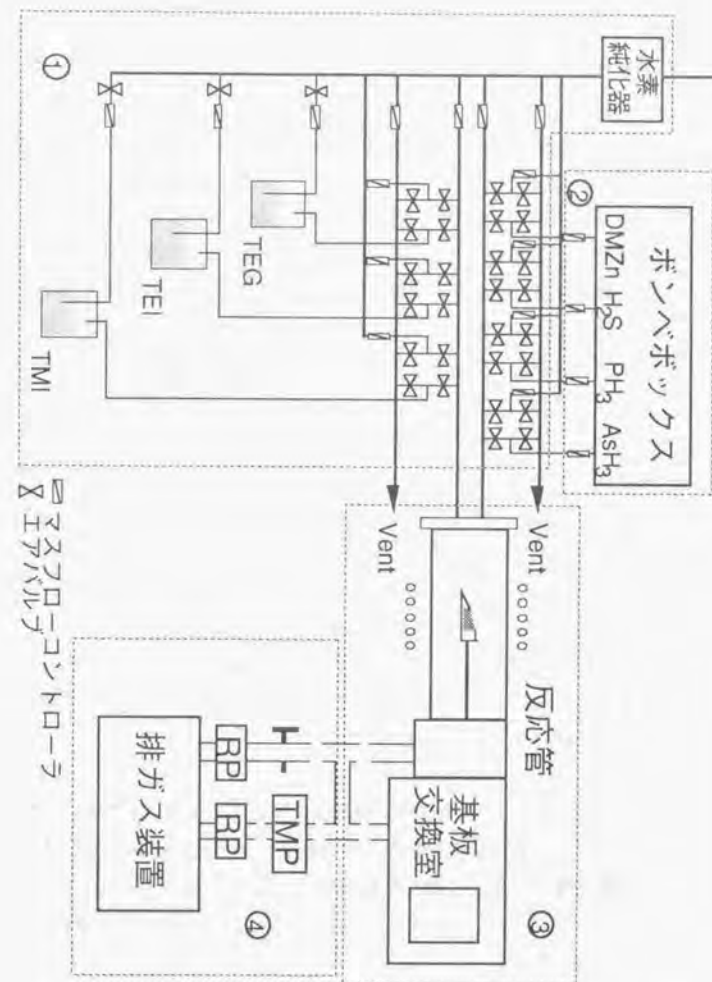 水素
純化器
①
②
ボンベボックス
DMZn
H₂S
PH₃
AsH₃
TEG
TEI
TMI
Vent
Vent
マスフローコントローラ
エアバルブ
反応管
基板
交換室
③
RP
RP
TMP
排ガス装置
④